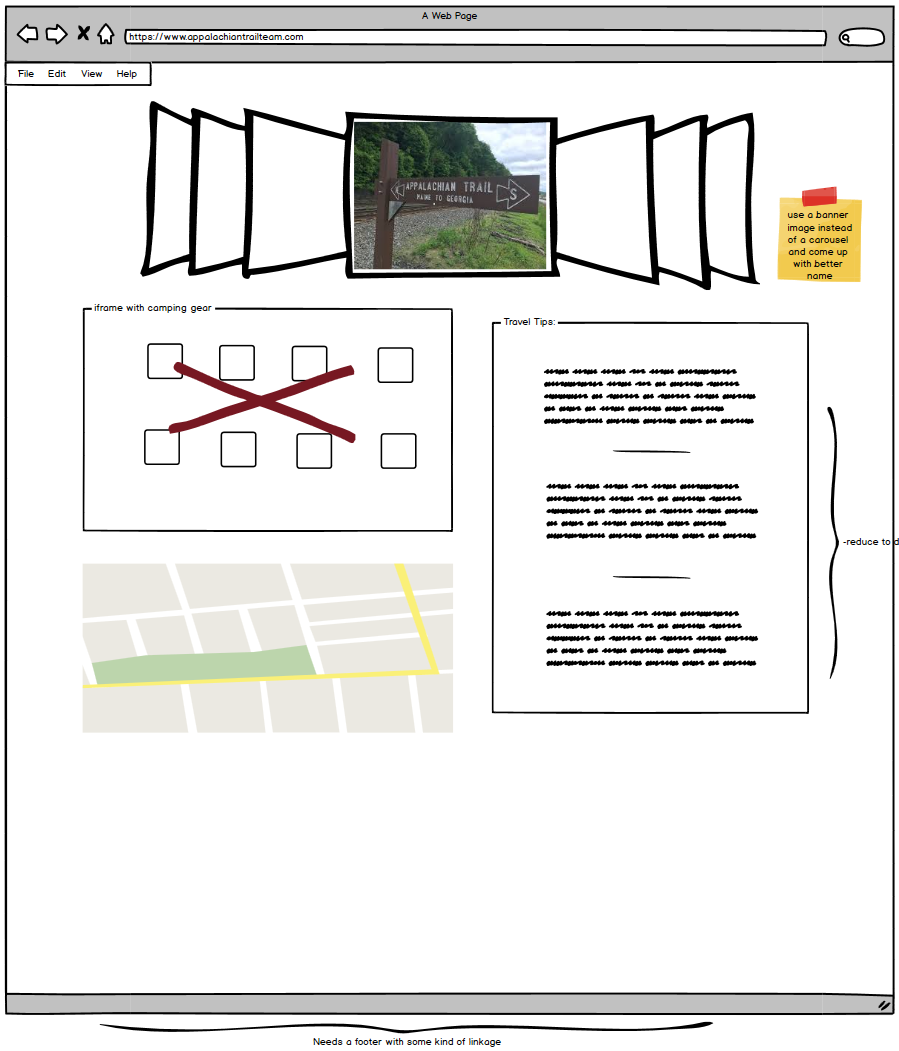 A Web Page
https://www.appalachiantrailteam.com
File Edit View Help
APPALACHIAN TRAIL
MAINE TO GEORGIA
S
use a banner
image instead
of a carousel
and come up
with better
name
iframe with camping gear
Travel Tips:
-reduce to d
Needs a footer with some kind of linkage